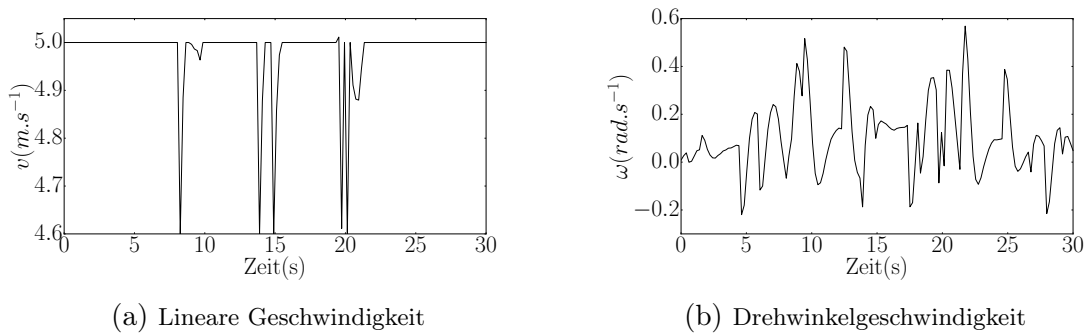 5.0
4.9
4.8
4.7
4.6
v(m.s⁻¹)
0 5 10 15 20 25 30
Zeit(s)
(a) Lineare Geschwindigkeit
0.6
0.4
0.2
0.0
−0.2
ω(rad.s⁻¹)
0 5 10 15 20 25 30
Zeit(s)
(b) Drehwinkelgeschwindigkeit